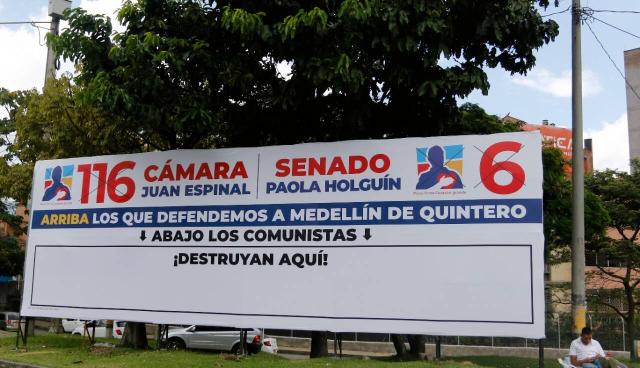 116 CÁMARA
JUAN ESPINAL
SENADO
PAOLA HOLGUÍN
6
ARRIBA LOS QUE DEFENDEMOS A MEDELLÍN DE QUINTERO
⬇ ABAJO LOS COMUNISTAS ⬇
¡DESTRUYAN AQUÍ!